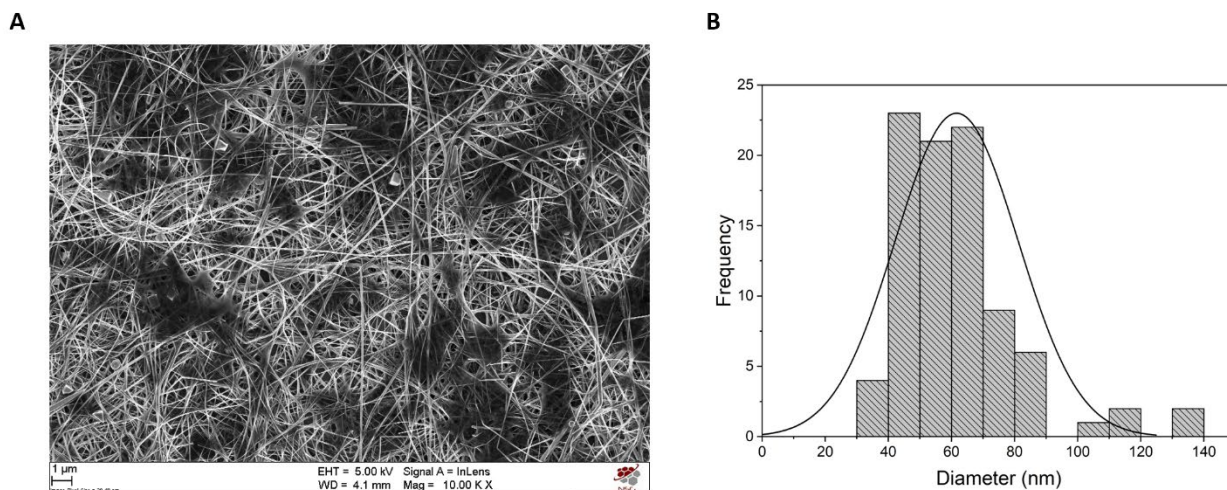 A
B
1 µm
EHT = 5.00 kV Signal A = InLens
WD = 4.1 mm Mag = 10.00 K X
25
20
15
10
5
0
Frequency
0 20 40 60 80 100 120 140
Diameter (nm)